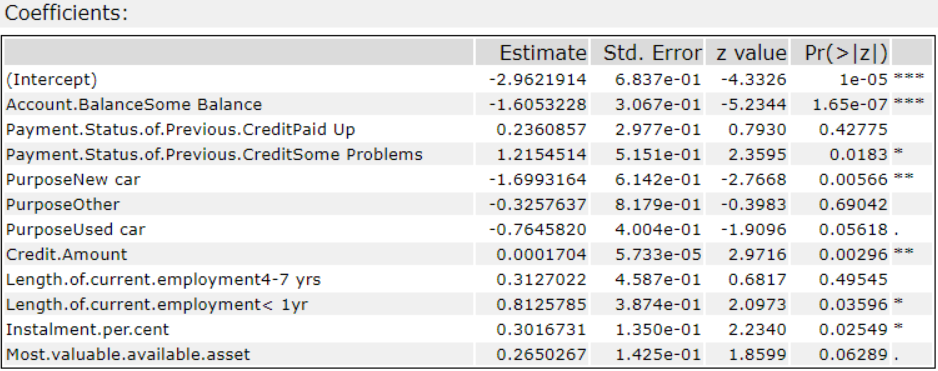 Coefficients:
Estimate Std. Error z value Pr(>|z|)
(Intercept) -2.9621914 6.837e-01 -4.3326 1e-05 ***
Account.BalanceSome Balance -1.6053228 3.067e-01 -5.2344 1.65e-07 ***
Payment.Status.of.Previous.CreditPaid Up 0.2360857 2.977e-01 0.7930 0.42775
Payment.Status.of.Previous.CreditSome Problems 1.2154514 5.151e-01 2.3595 0.0183 *
PurposeNew car -1.6993164 6.142e-01 -2.7668 0.00566 **
PurposeOther -0.3257637 8.179e-01 -0.3983 0.69042
PurposeUsed car -0.7645820 4.004e-01 -1.9096 0.05618 .
Credit.Amount 0.0001704 5.733e-05 2.9716 0.00296 **
Length.of.current.employment4-7 yrs 0.3127022 4.587e-01 0.6817 0.49545
Length.of.current.employment< 1yr 0.8125785 3.874e-01 2.0973 0.03596 *
Instalment.per.cent 0.3016731 1.350e-01 2.2340 0.02549 *
Most.valuable.available.asset 0.2650267 1.425e-01 1.8599 0.06289 .